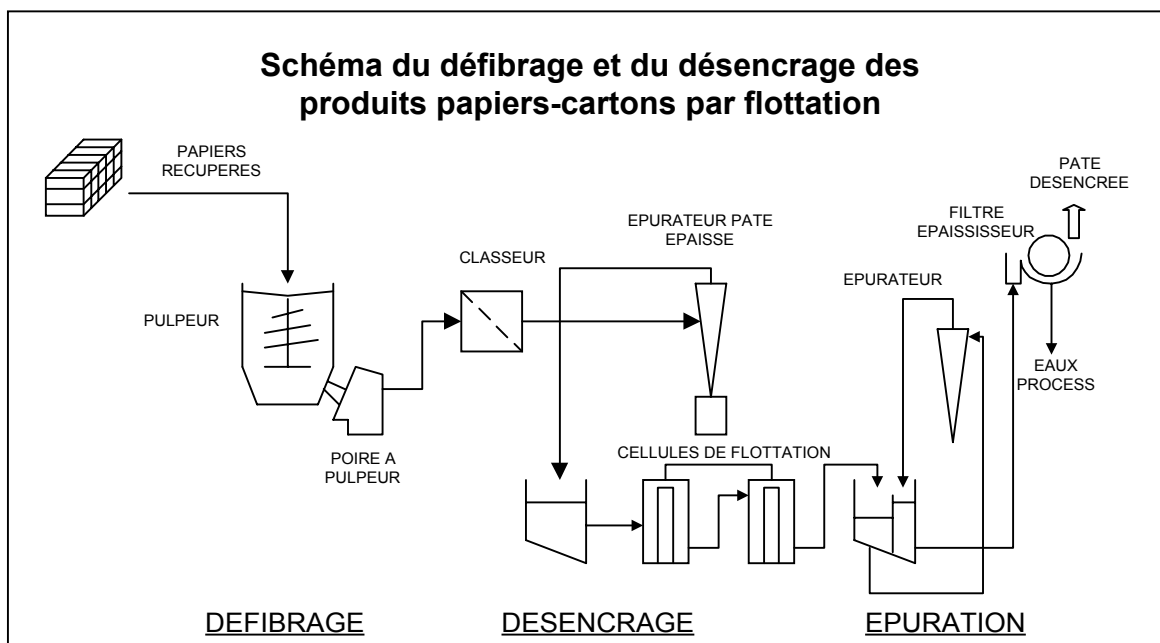 Schéma du défibrage et du désencrage des
produits papiers-cartons par flottation
PAPIERS
RECUPERES
PATE
DESENCREE
FILTRE
EPAISSISSEUR
EPURATEUR PATE
EPAISSE
CLASSEUR
EPURATEUR
PULPEUR
EAUX
PROCESS
POIRE A
PULPEUR
CELLULES DE FLOTTATION
DEFIBRAGE
DESENCRAGE
EPURATION